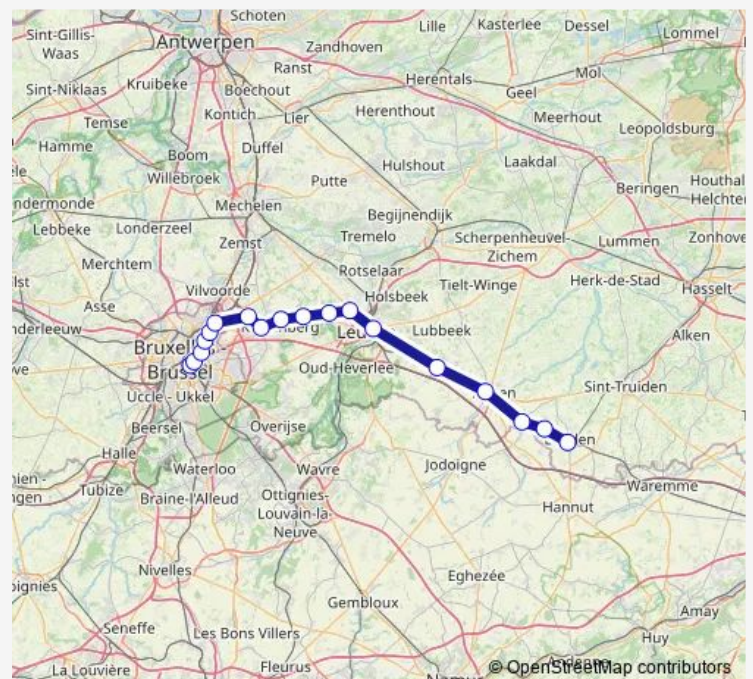 Schoten
Sint-Gillis-
Waas
Antwerpen
Lille
Kasterlee
Dessel
Lommel
Zandhoven
Ranst
Sint-Niklaas
Kruibeke
Boechout
Herentals
Geel
Mol
Temse
Kontich
Lier
Herenthout
Meerhout
Leopoldsburg
Hamme
Boom
Duffel
Willebroek
Putte
Hulshout
Laakdal
Beringen
Houthal
Helchter
ndermonde
Lebbeke
Londerzeel
Mechelen
Begijnendijk
Zemst
Tremelo
Scherpenheuvel-
Zichem
Lummen
Zonhove
Merchtem
Rotselaar
lst
Asse
Vilvoorde
Holsbeek
Tielt-Winge
Herk-de-Stad
Hasselt
nderleeuw
Lubbeek
Alken
Bruxelles -
Brussel
Oud-Heverlee
Sint-Truiden
Uccle - Ukkel
Beersel
Overijse
Halle
Waterloo
Wavre
Jodoigne
Tubize
Braine-l'Alleud
Ottignies-
Louvain-la-
Neuve
Waremme
Hannut
Nivelles
Eghezée
Gembloux
Amay
Seneffe
Les Bons Villers
Huy
La Louvière
Fleurus
© OpenStreetMap contributors